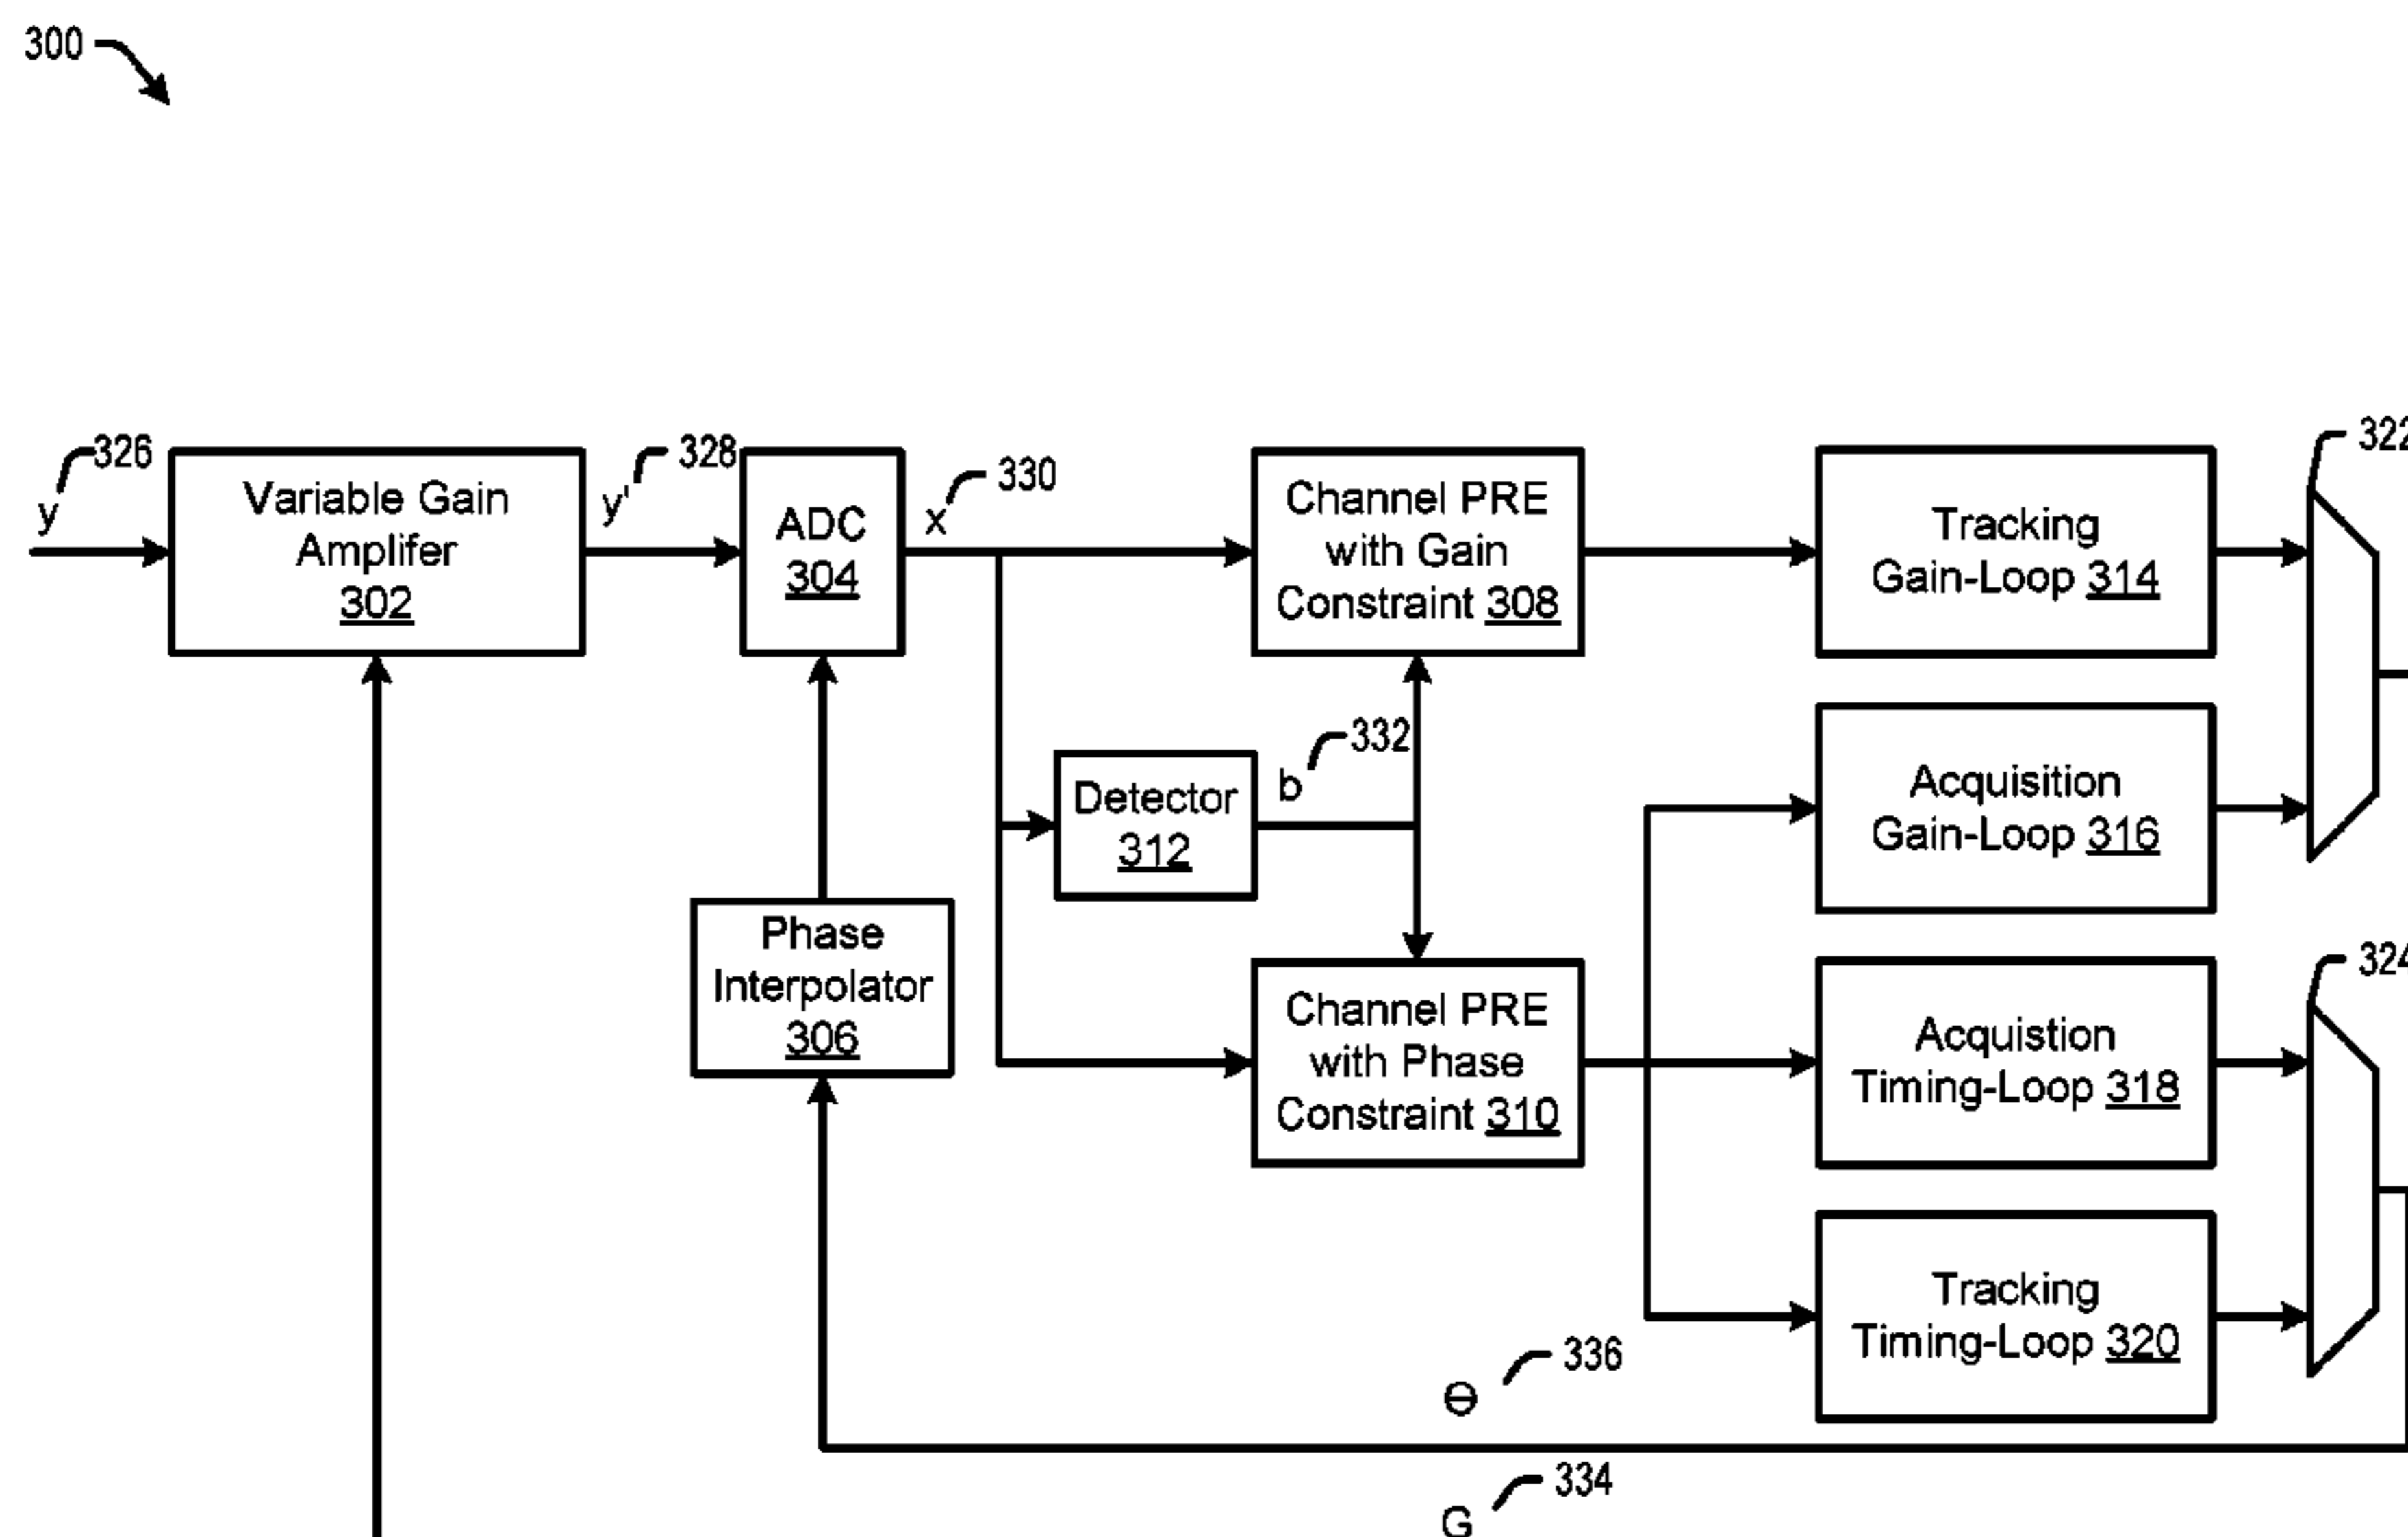 300
326
y
Variable Gain
Amplifer
302
328
y'
ADC
304
330
x
Channel PRE
with Gain
Constraint 308
Tracking
Gain-Loop 314
322
332
b
Detector
312
Acquisition
Gain-Loop 316
Phase
Interpolator
306
Channel PRE
with Phase
Constraint 310
Acquistion
Timing-Loop 318
324
Tracking
Timing-Loop 320
336
Θ
334
G